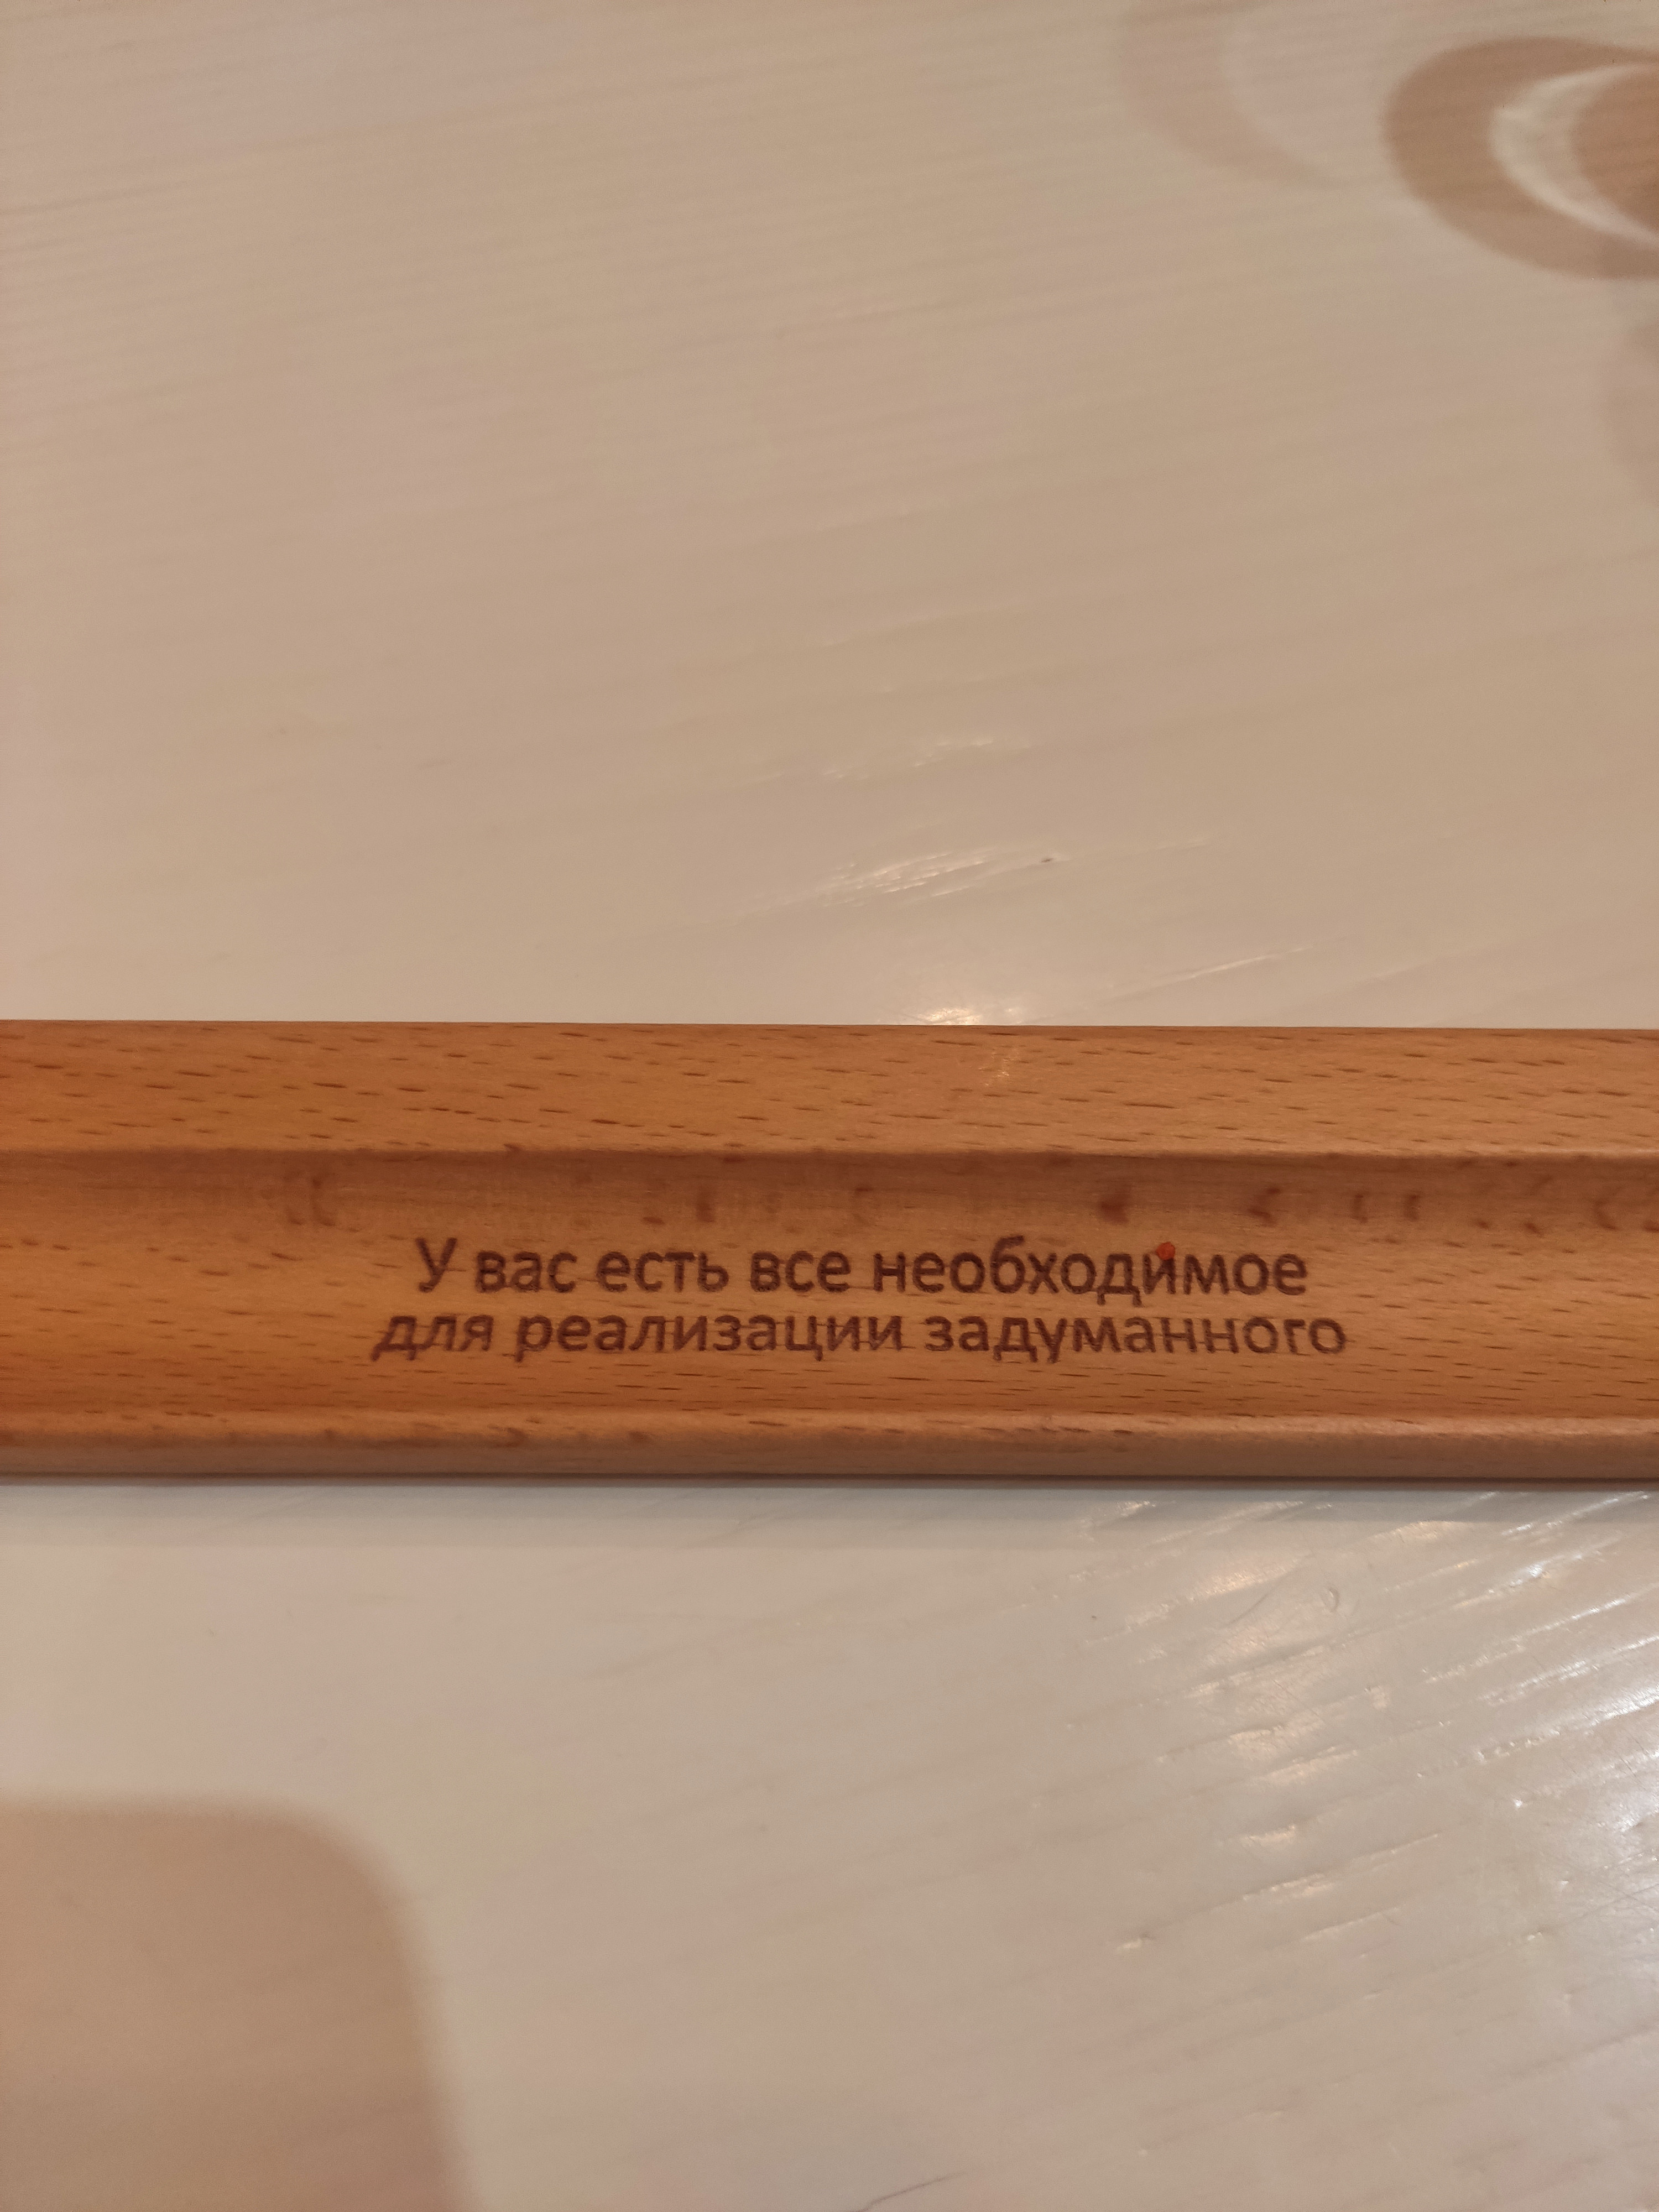 У вас есть все необходимое
для реализации задуманного